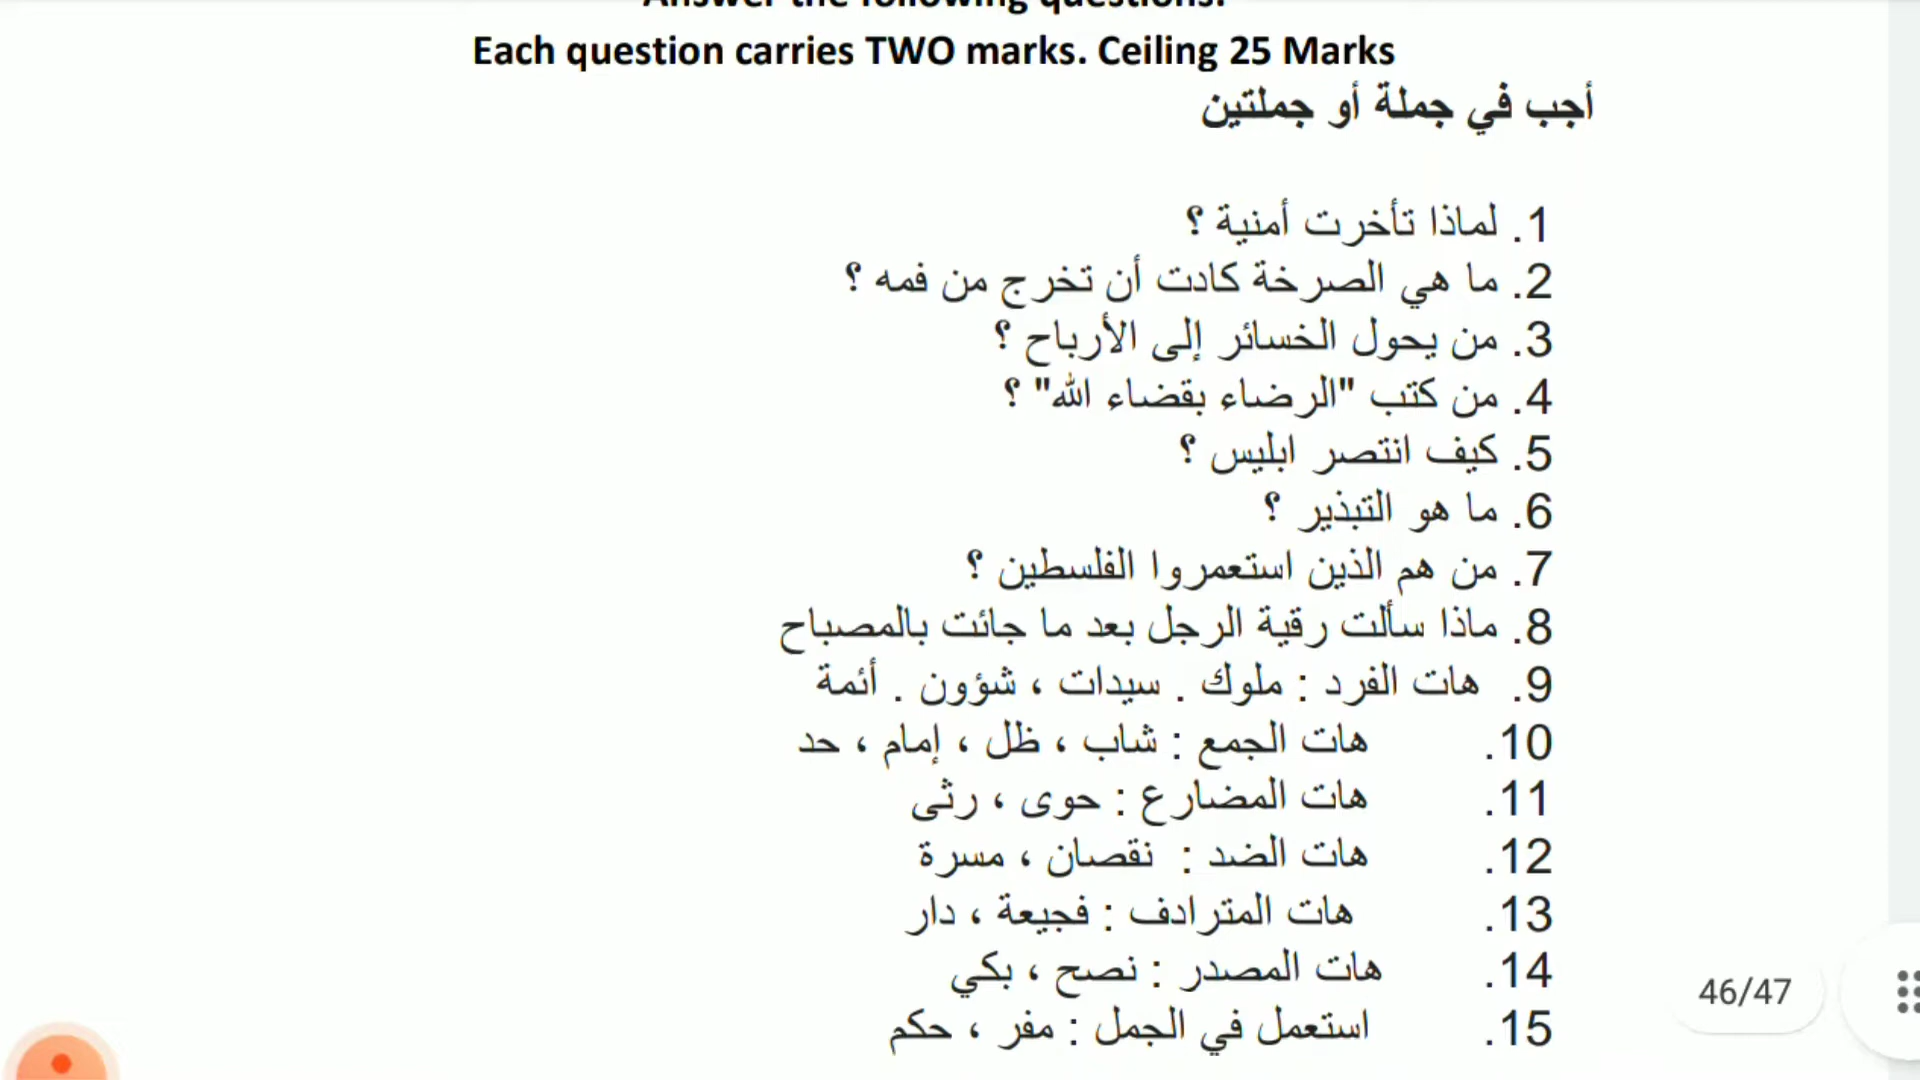 Answer the following questions.
Each question carries TWO marks. Ceiling 25 Marks
أجب في جملة أو جملتين
1. لماذا تأخرت أمنية ؟
2. ما هي الصرخة كادت أن تخرج من فمه ؟
3. من يحول الخسائر إلى الأرباح ؟
4. من كتب "الرضاء بقضاء الله" ؟
5. كيف انتصر ابليس ؟
6. ما هو التبذير ؟
7. من هم الذين استعمروا الفلسطين ؟
8. ماذا سألت رقية الرجل بعد ما جائت بالمصباح
9. هات الفرد : ملوك . سيدات ، شؤون . أئمة
10. هات الجمع : شاب ، ظل ، إمام ، حد
11. هات المضارع : حوى ، رثى
12. هات الضد : نقصان ، مسرة
13. هات المترادف : فجيعة ، دار
14. هات المصدر : نصح ، بكي
15. استعمل في الجمل : مفر ، حكم
46/47